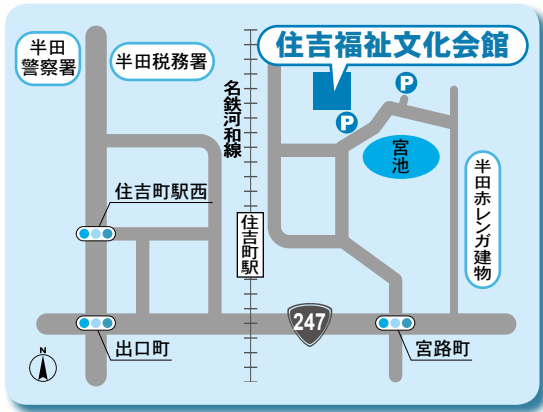 住吉福祉文化会館
半田
警察署
半田税務署
名鉄河和線
P
P
宮池
半田赤レンガ建物
住吉町駅西
住吉町駅
247
出口町
宮路町
N